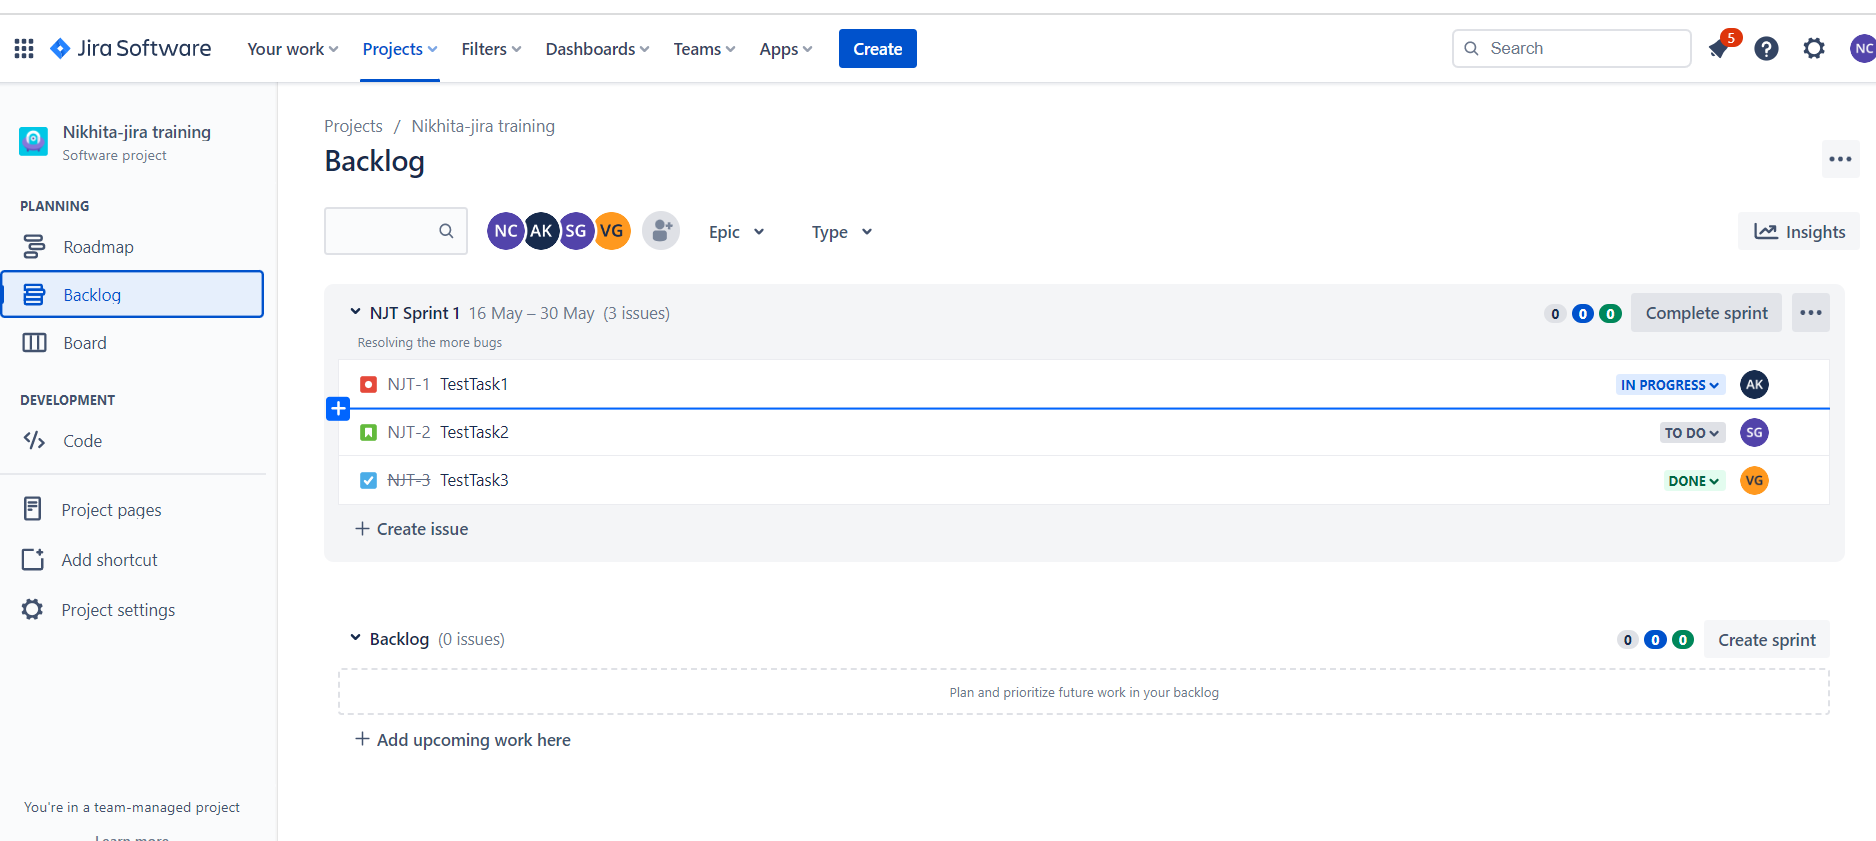 Jira Software Your work Projects Filters Dashboards Teams Apps Create Search 5 NC
Nikhita-jira training
Software project
PLANNING
Roadmap
Backlog
Board
DEVELOPMENT
Code
Project pages
Add shortcut
Project settings
You're in a team-managed project
Learn more
Projects / Nikhita-jira training
Backlog
NC AK SG VG Epic Type Insights
NJT Sprint 1 16 May – 30 May (3 issues) 0 0 0 Complete sprint
Resolving the more bugs
NJT-1 TestTask1 IN PROGRESS AK
NJT-2 TestTask2 TO DO SG
NJT-3 TestTask3 DONE VG
Create issue
Backlog (0 issues) 0 0 0 Create sprint
Plan and prioritize future work in your backlog
Add upcoming work here